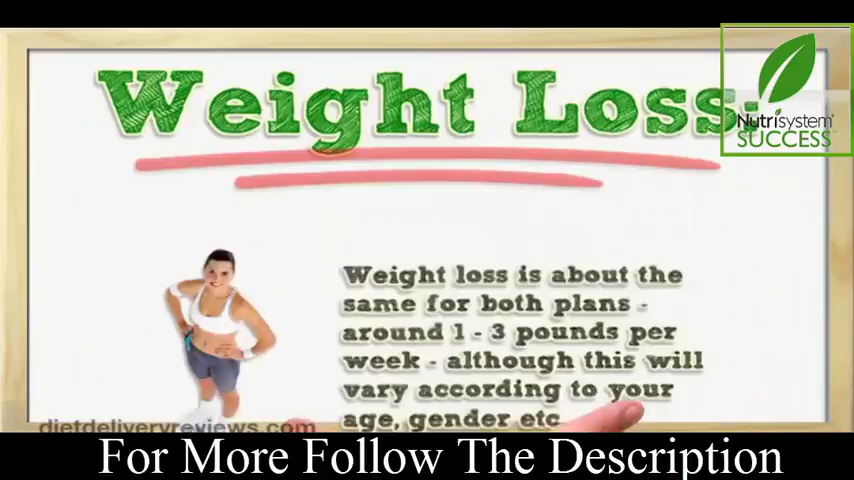 Weight Loss:
Nutrisystem®
SUCCESS
Weight loss is about the
same for both plans -
around 1 - 3 pounds per
week - although this will
vary according to your
age, gender etc
dietdeliveryreviews.com
For More Follow The Description